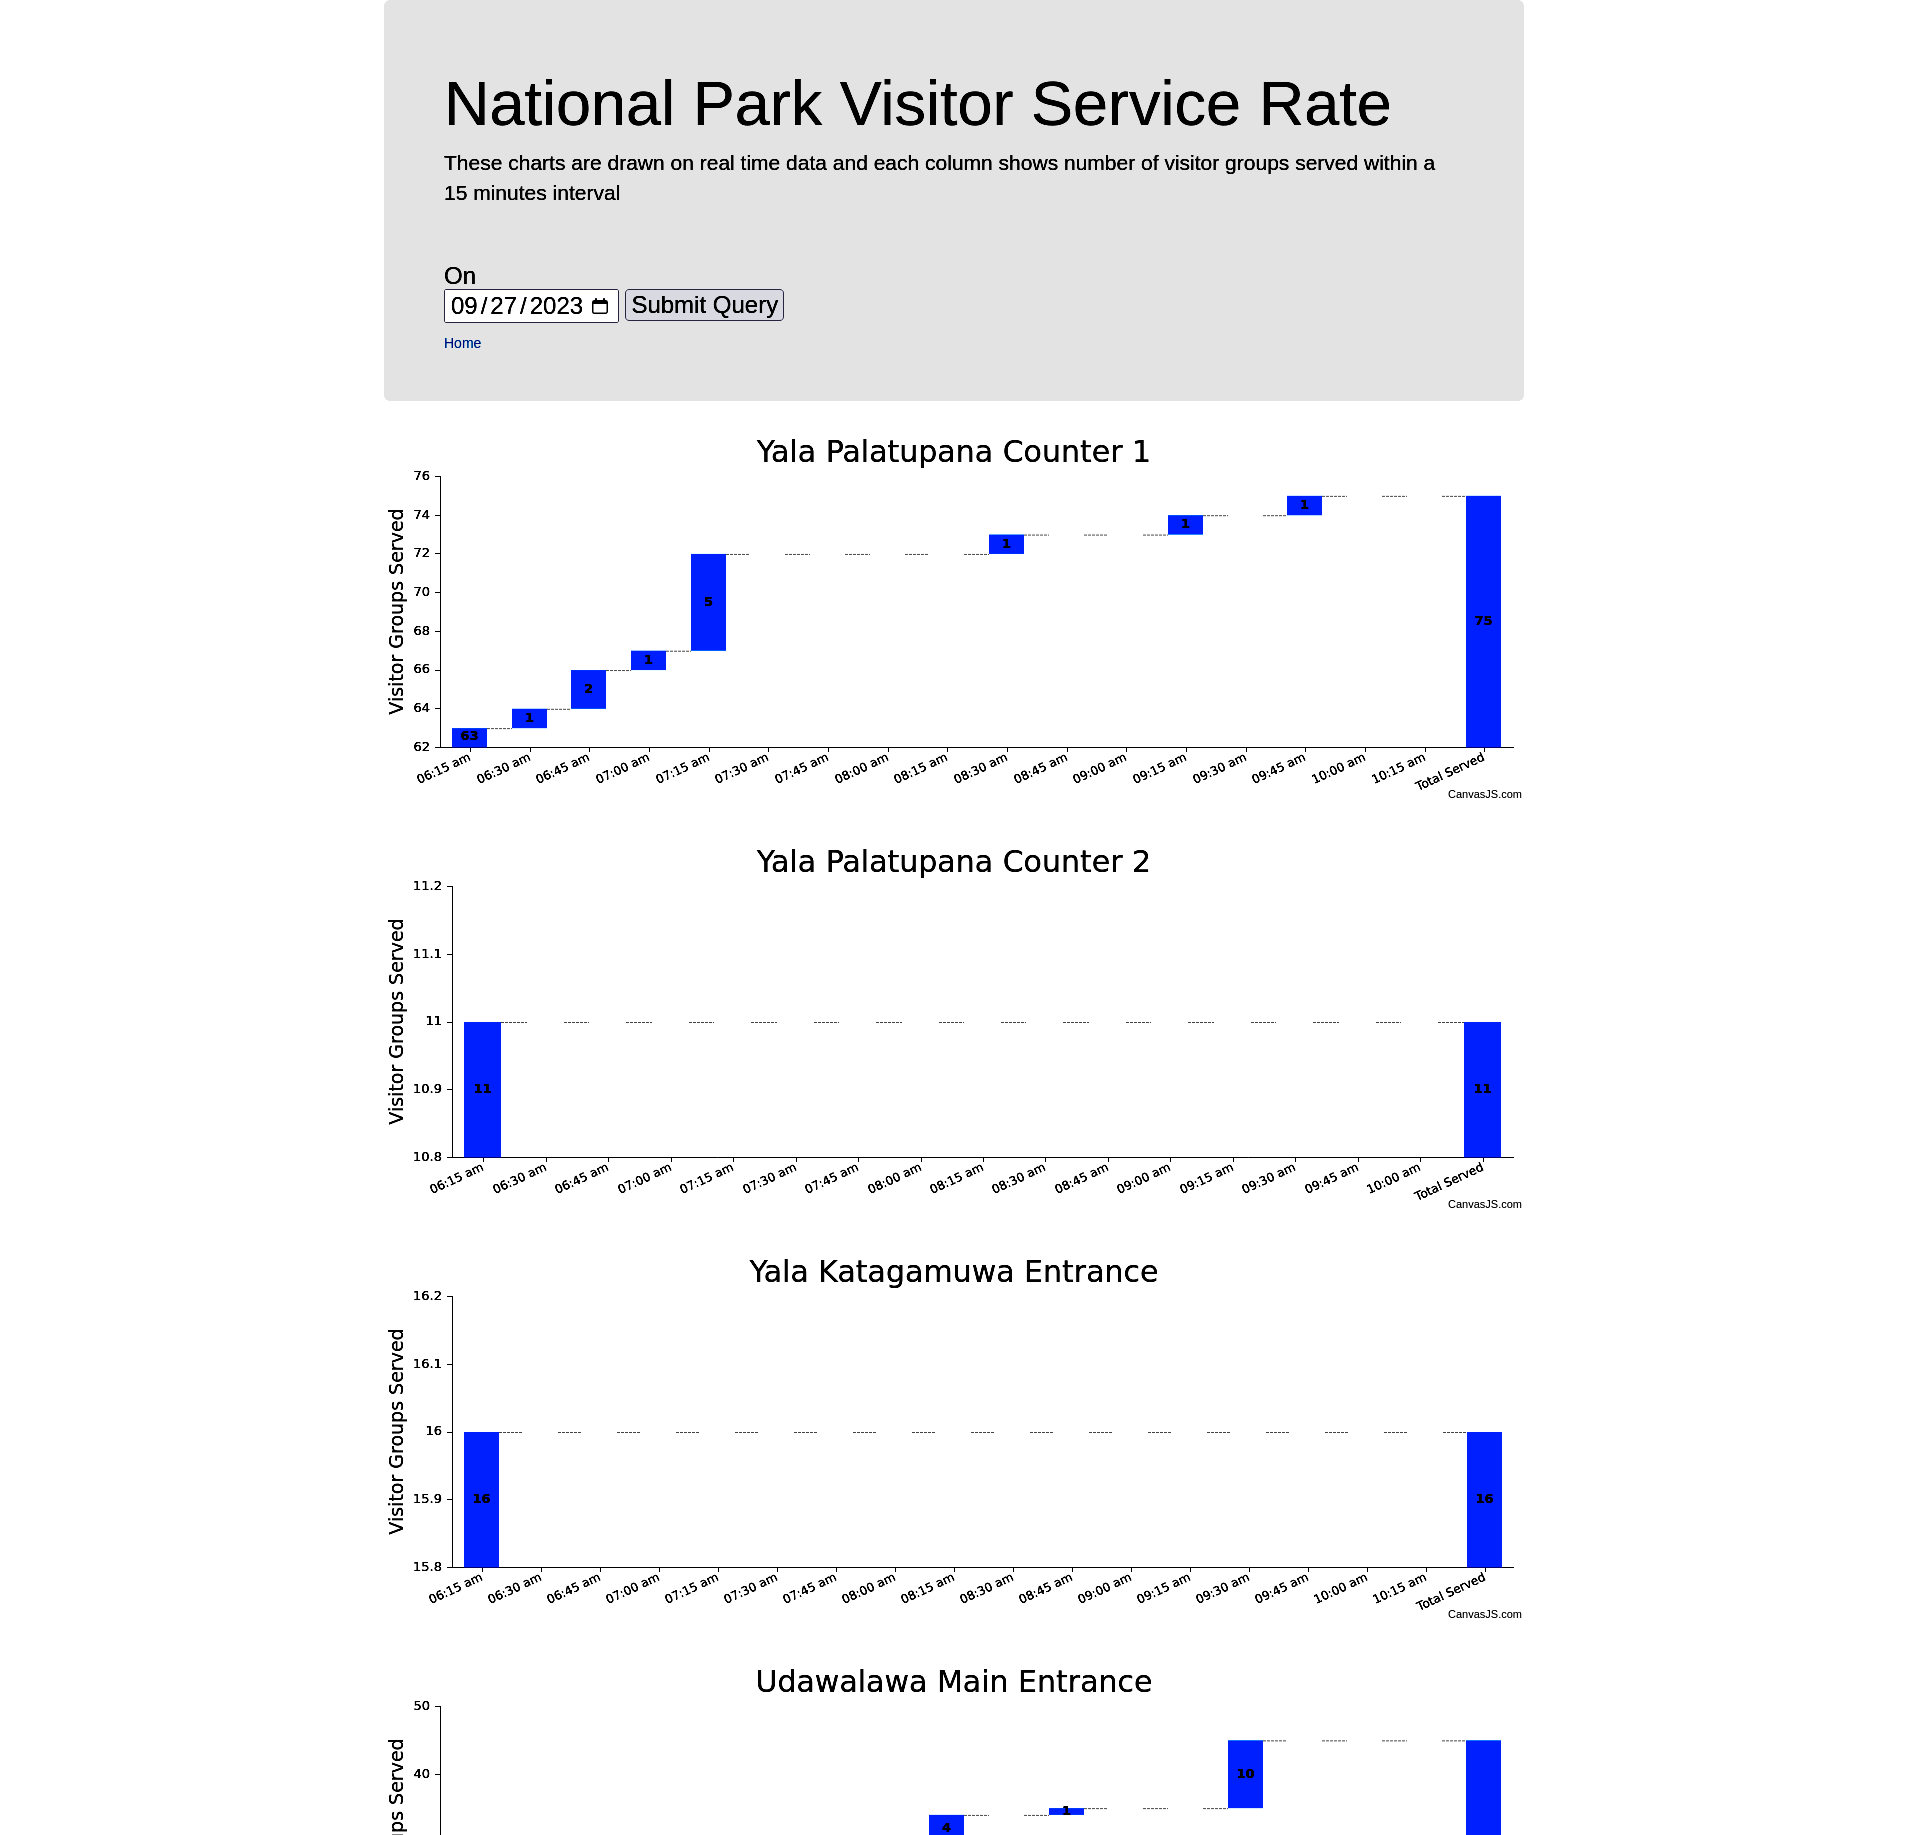 National Park Visitor Service Rate
These charts are drawn on real time data and each column shows number of visitor groups served within a
15 minutes interval
On
09/27/2023 Submit Query
Home
Yala Palatupana Counter 1
Visitor Groups Served
76
74
72
70
68
66
64
62
63
1
2
1
5
1
1
1
75
06:15 am
06:30 am
06:45 am
07:00 am
07:15 am
07:30 am
07:45 am
08:00 am
08:15 am
08:30 am
08:45 am
09:00 am
09:15 am
09:30 am
09:45 am
10:00 am
10:15 am
Total Served
CanvasJS.com
Yala Palatupana Counter 2
Visitor Groups Served
11.2
11.1
11
10.9
10.8
11
11
06:15 am
06:30 am
06:45 am
07:00 am
07:15 am
07:30 am
07:45 am
08:00 am
08:15 am
08:30 am
08:45 am
09:00 am
09:15 am
09:30 am
09:45 am
10:00 am
Total Served
CanvasJS.com
Yala Katagamuwa Entrance
Visitor Groups Served
16.2
16.1
16
15.9
15.8
16
16
06:15 am
06:30 am
06:45 am
07:00 am
07:15 am
07:30 am
07:45 am
08:00 am
08:15 am
08:30 am
08:45 am
09:00 am
09:15 am
09:30 am
09:45 am
10:00 am
10:15 am
Total Served
CanvasJS.com
Udawalawa Main Entrance
Served
50
40
4
1
10